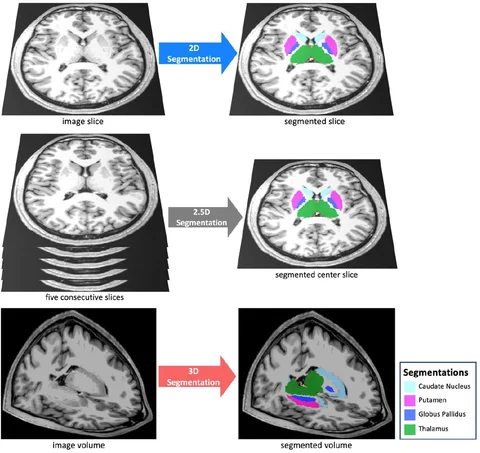 2D
Segmentation
image slice
segmented slice
2.5D
Segmentation
five consecutive slices
segmented center slice
3D
Segmentation
image volume
segmented volume
Segmentations
Caudate Nucleus
Putamen
Globus Pallidus
Thalamus